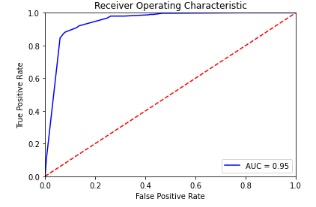 Receiver Operating Characteristic
1.0
0.8
0.6
0.4
0.2
0.0
True Positive Rate
AUC = 0.95
0.0 0.2 0.4 0.6 0.8 1.0
False Positive Rate